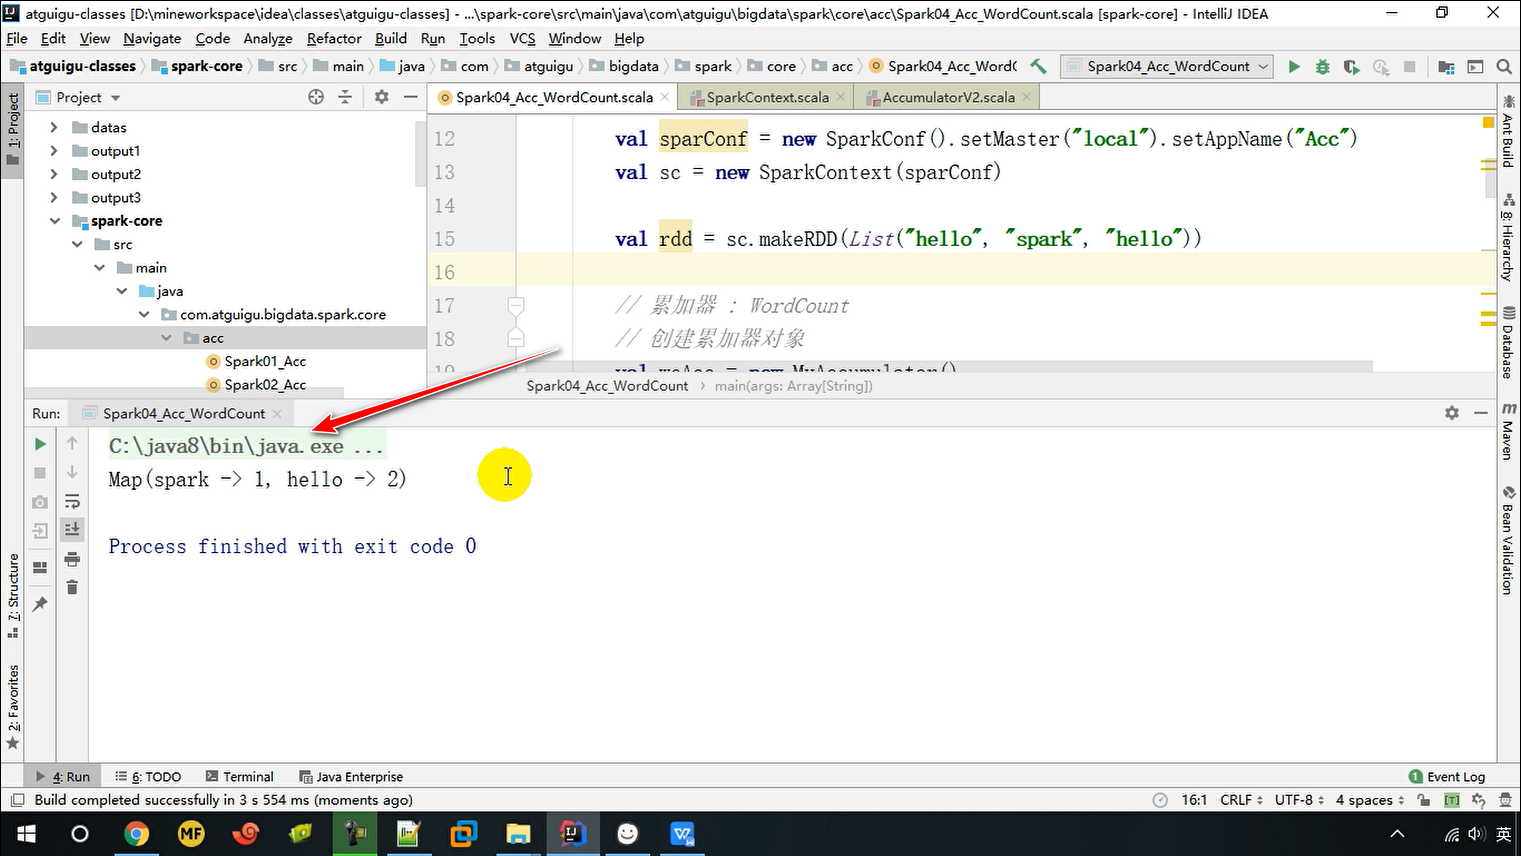 atguigu-classes [D:\mineworkspace\idea\classes\atguigu-classes] - ...\spark-core\src\main\java\com\atguigu\bigdata\spark\core\acc\Spark04_Acc_WordCount.scala [spark-core] - IntelliJ IDEA
File Edit View Navigate Code Analyze Refactor Build Run Tools VCS Window Help
atguigu-classes spark-core src main java com atguigu bigdata spark core acc Spark04_Acc_WordC Spark04_Acc_WordCount
1: Project
Project
Spark04_Acc_WordCount.scala SparkContext.scala AccumulatorV2.scala
datas
output1
output2
output3
spark-core
src
main
java
com.atguigu.bigdata.spark.core
acc
Spark01_Acc
Spark02_Acc
12 val sparConf = new SparkConf().setMaster("local").setAppName("Acc")
13 val sc = new SparkContext(sparConf)
14
15 val rdd = sc.makeRDD(List("hello", "spark", "hello"))
16
17 // 累加器 : WordCount
18 // 创建累加器对象
19 val wcAcc = new MyAccumulator()
Spark04_Acc_WordCount main(args: Array[String])
Ant Build
8: Hierarchy
Database
Maven
Bean Validation
Run: Spark04_Acc_WordCount
C:\java8\bin\java.exe ...
Map(spark -> 1, hello -> 2)
Process finished with exit code 0
7: Structure
2: Favorites
4: Run 6: TODO Terminal Java Enterprise 1 Event Log
Build completed successfully in 3 s 554 ms (moments ago) 16:1 CRLF UTF-8 4 spaces [T]
MF 英